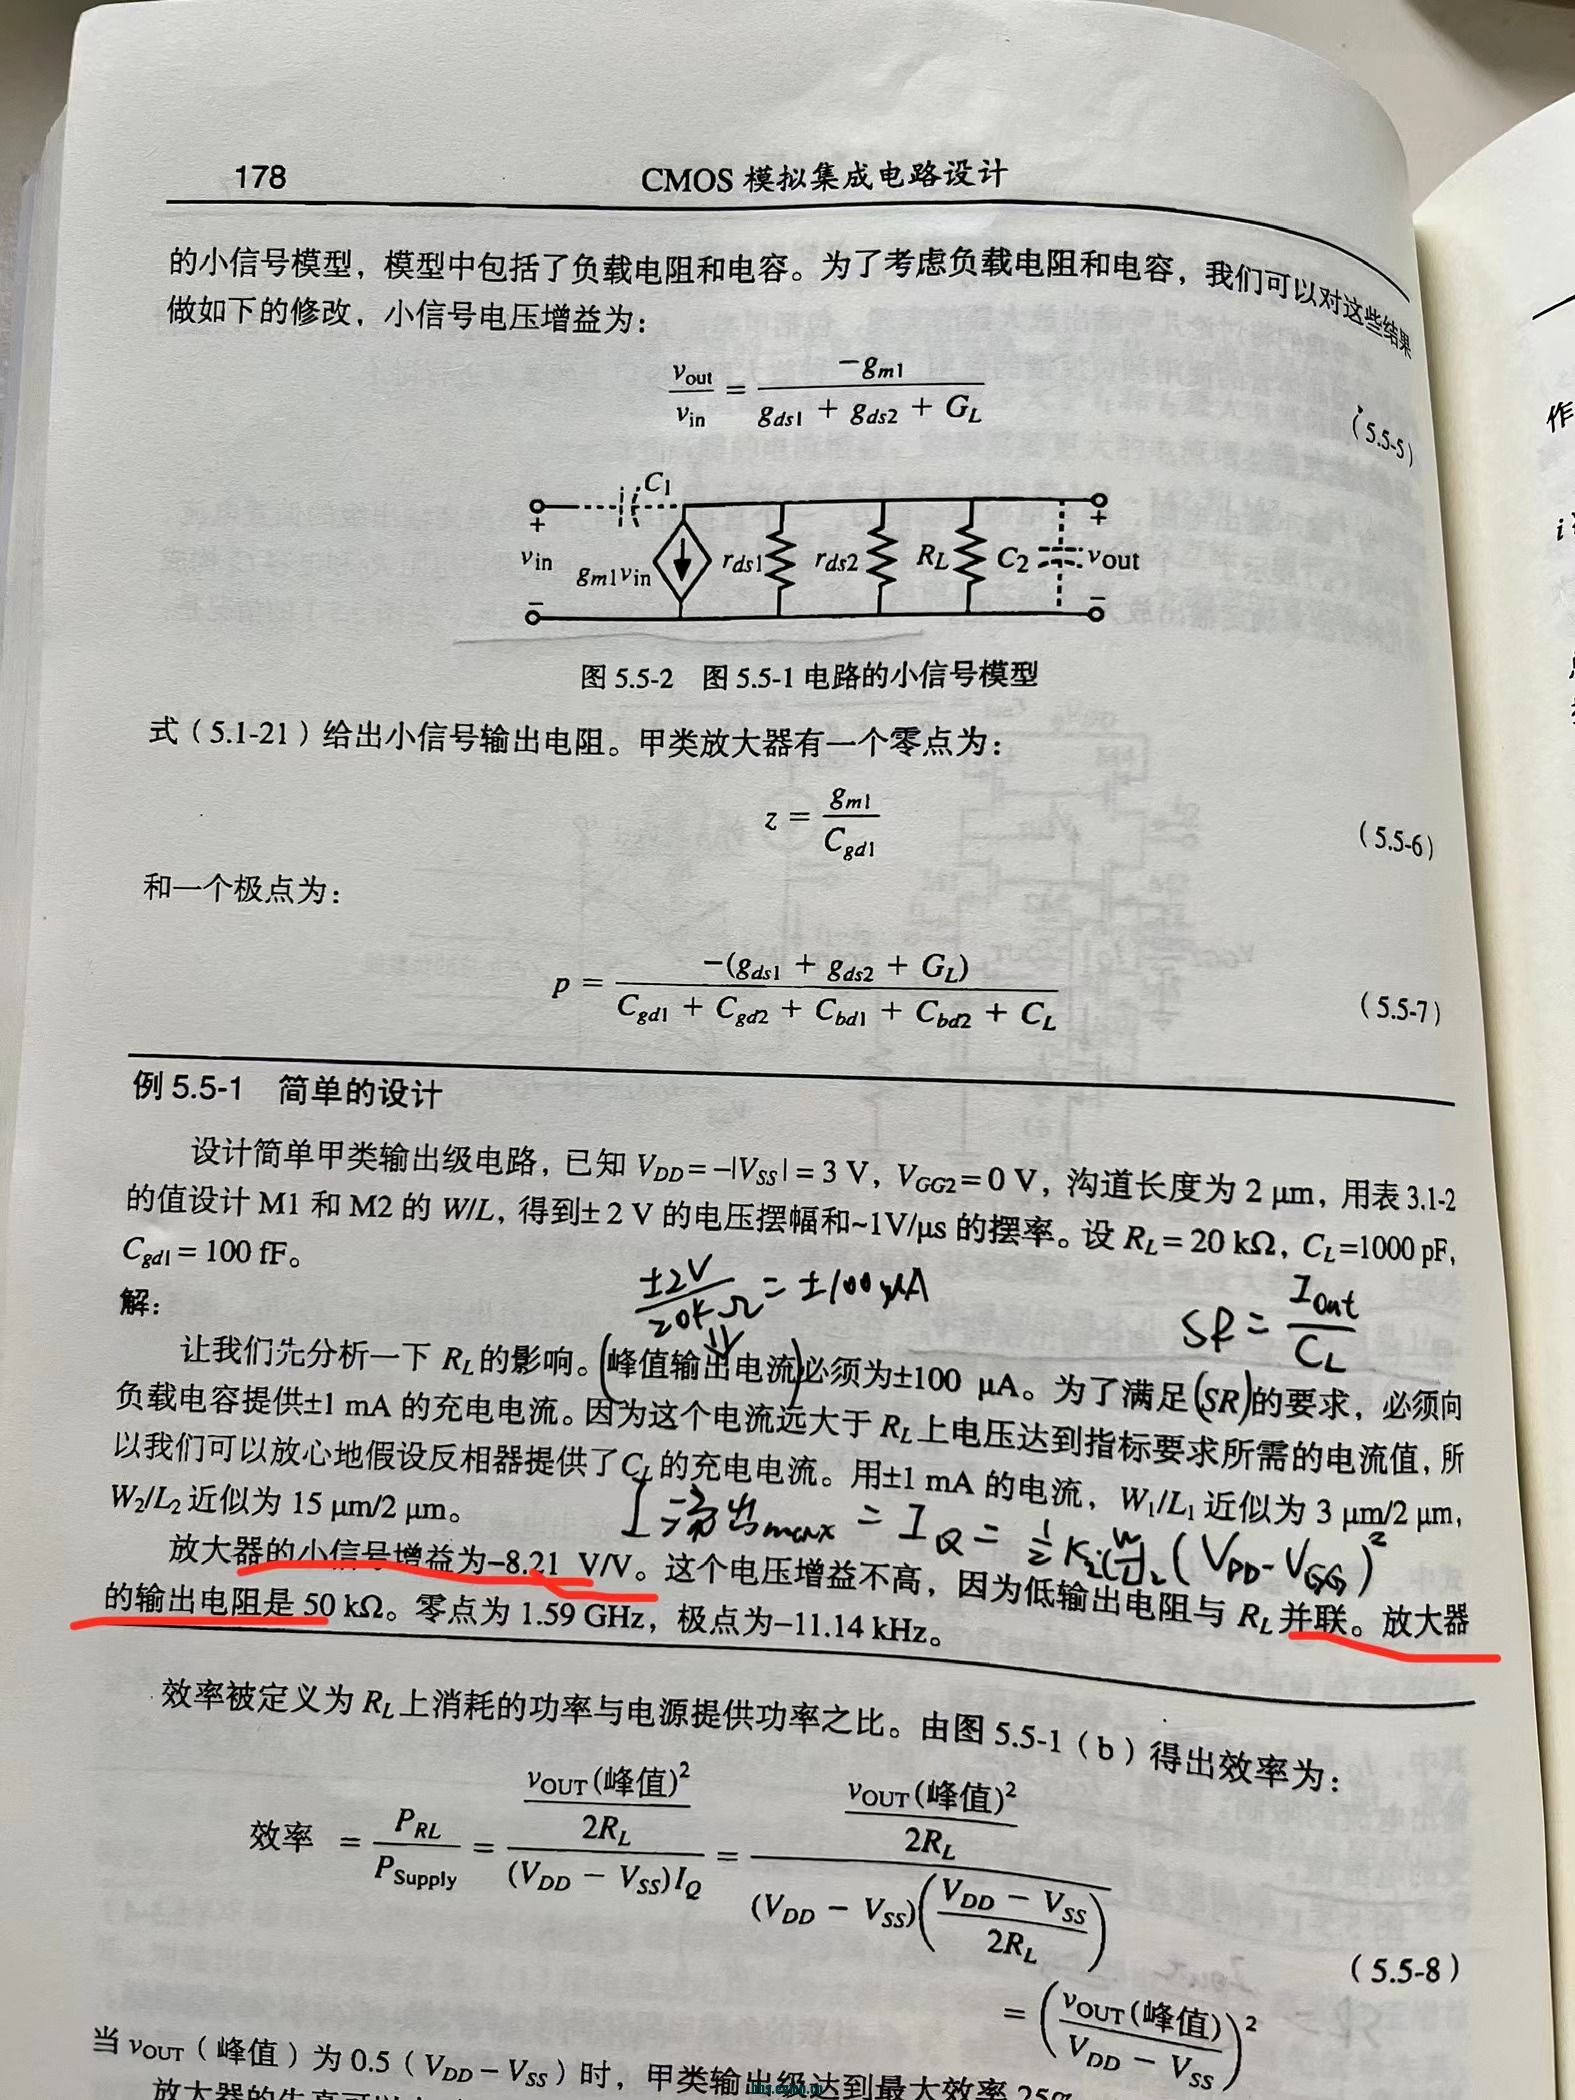 178 CMOS 模拟集成电路设计
的小信号模型，模型中包括了负载电阻和电容。为了考虑负载电阻和电容，我们可以对这些结果
做如下的修改，小信号电压增益为：
vout/vin = −gm1/(gds1 + gds2 + GL) (5.5-5)
C1
+ vin − gm1vin rds1 rds2 RL C2 + vout −
图 5.5-2 图 5.5-1 电路的小信号模型
式（5.1-21）给出小信号输出电阻。甲类放大器有一个零点为：
z = gm1/Cgd1 （5.5-6）
和一个极点为：
p = −(gds1 + gds2 + GL)/(Cgd1 + Cgd2 + Cbd1 + Cbd2 + CL) （5.5-7）
例 5.5-1 简单的设计
设计简单甲类输出级电路，已知 VDD=−|VSS| = 3 V，VGG2=0 V，沟道长度为 2 μm，用表 3.1-2
的值设计 M1 和 M2 的 W/L，得到±2 V 的电压摆幅和~1V/μs 的摆率。设 RL= 20 kΩ，CL=1000 pF，
Cgd1 = 100 fF。
±2V/20kΩ = ±100μA
SR = Iout/CL
解：
让我们先分析一下 RL的影响。(峰值输出电流)必须为±100 μA。为了满足(SR)的要求，必须向
负载电容提供±1 mA 的充电电流。因为这个电流远大于 RL上电压达到指标要求所需的电流值，所
以我们可以放心地假设反相器提供了CL的充电电流。用±1 mA 的电流，W1/L1 近似为 3 μm/2 μm，
W2/L2 近似为 15 μm/2 μm。
放大器的小信号增益为−8.21 V/V。这个电压增益不高，因为低输出电阻与 RL并联。放大器
的输出电阻是 50 kΩ。零点为 1.59 GHz，极点为−11.14 kHz。
效率被定义为 RL上消耗的功率与电源提供功率之比。由图 5.5-1（b）得出效率为：
效率 = PRL/PSupply = (vOUT(峰值)²/2RL)/((VDD − VSS)IQ) = (vOUT(峰值)²/2RL)/((VDD − VSS)((VDD − VSS)/2RL))
= (vOUT(峰值)/(VDD − VSS))² （5.5-8）
当 vOUT（峰值）为 0.5（VDD − VSS）时，甲类输出级达到最大效率 25%